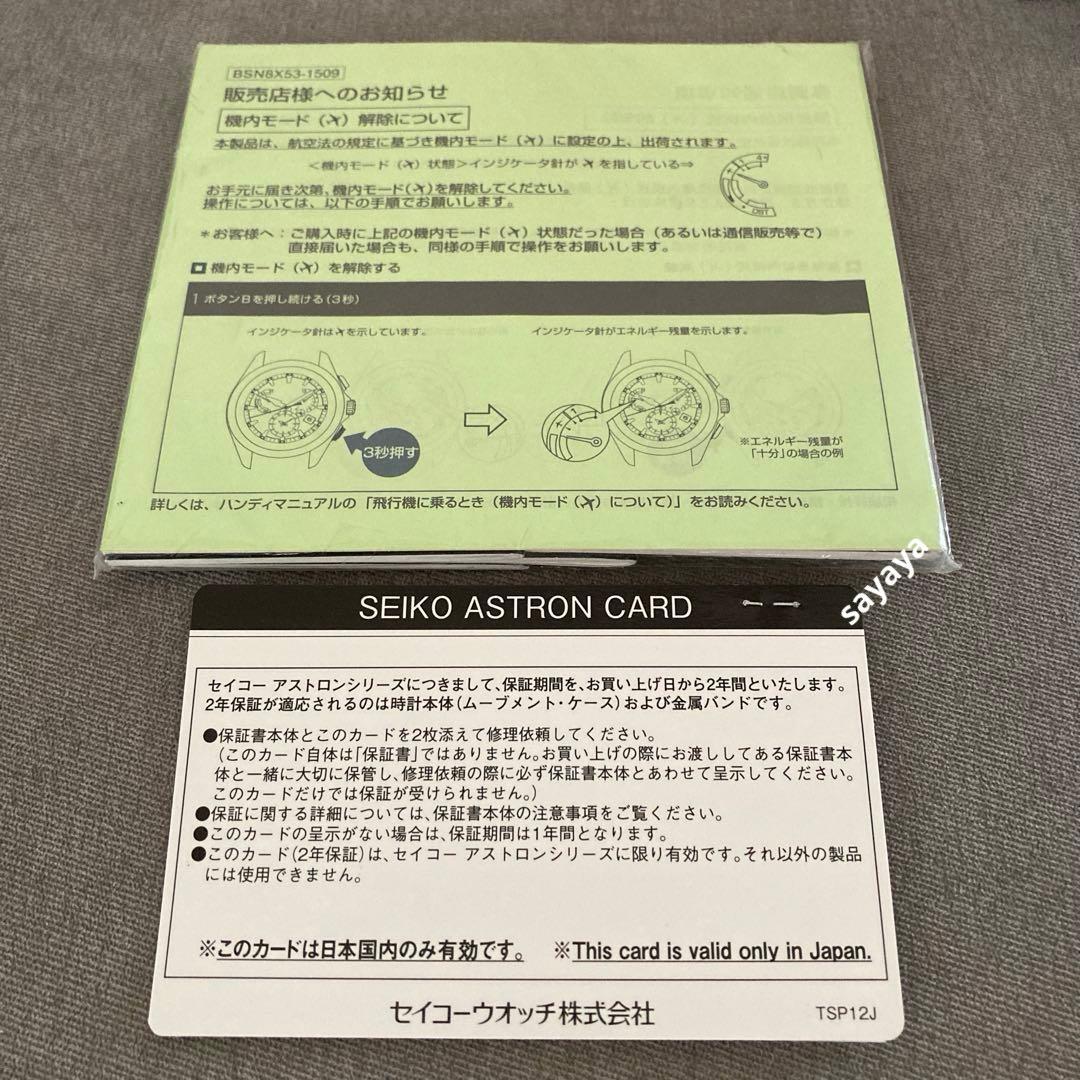 BSN8X53-1509
販売店様へのお知らせ
機内モード(✈)解除について
本製品は、航空法の規定に基づき機内モード(✈)に設定の上、出荷されます。
<機内モード(✈)状態>インジケータ針が✈を指している⇒
DST
お手元に届き次第、機内モード(✈)を解除してください。
操作については、以下の手順でお願いします。
*お客様へ:ご購入時に上記の機内モード(✈)状態だった場合(あるいは通信販売等で)
直接届いた場合も、同様の手順で操作をお願いします。
機内モード(✈)を解除する
1 ボタンBを押し続ける(3秒)
インジケータ針は✈を示しています。
インジケータ針がエネルギー残量を示します。
3秒押す
※エネルギー残量が
「十分」の場合の例
詳しくは、ハンディマニュアルの「飛行機に乗るとき(機内モード(✈)について)」をお読みください。
sayaya
SEIKO ASTRON CARD
セイコー アストロンシリーズにつきまして、保証期間を、お買い上げ日から2年間といたします。
2年保証が適応されるのは時計本体(ムーブメント・ケース)および金属バンドです。
●保証書本体とこのカードを2枚添えて修理依頼してください。
(このカード自体は「保証書」ではありません。お買い上げの際にお渡ししてある保証書本
体と一緒に大切に保管し、修理依頼の際に必ず保証書本体とあわせて呈示してください。
このカードだけでは保証が受けられません。)
●保証に関する詳細については、保証書本体の注意事項をご覧ください。
●このカードの呈示がない場合は、保証期間は1年間となります。
●このカード(2年保証)は、セイコー アストロンシリーズに限り有効です。それ以外の製品
には使用できません。
※このカードは日本国内のみ有効です。 ※This card is valid only in Japan.
セイコーウオッチ株式会社
TSP12J